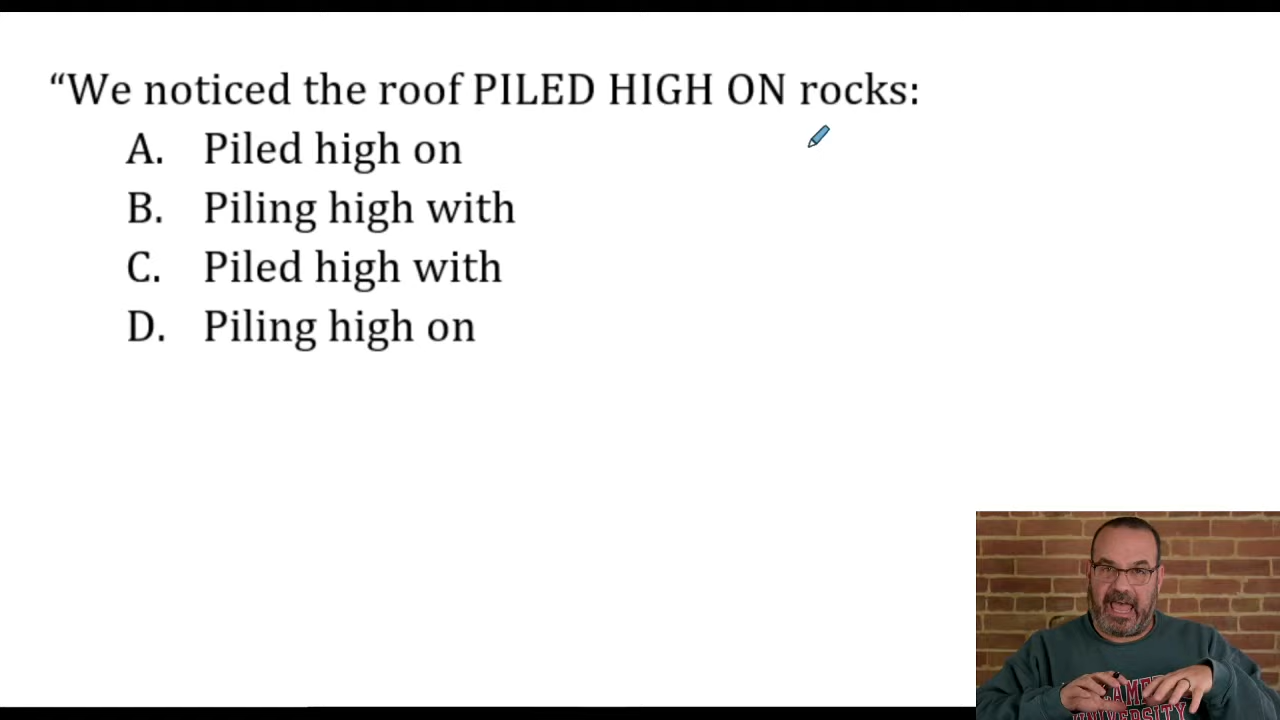 “We noticed the roof PILED HIGH ON rocks:
A. Piled high on
B. Piling high with
C. Piled high with
D. Piling high on
UNIVERSITY